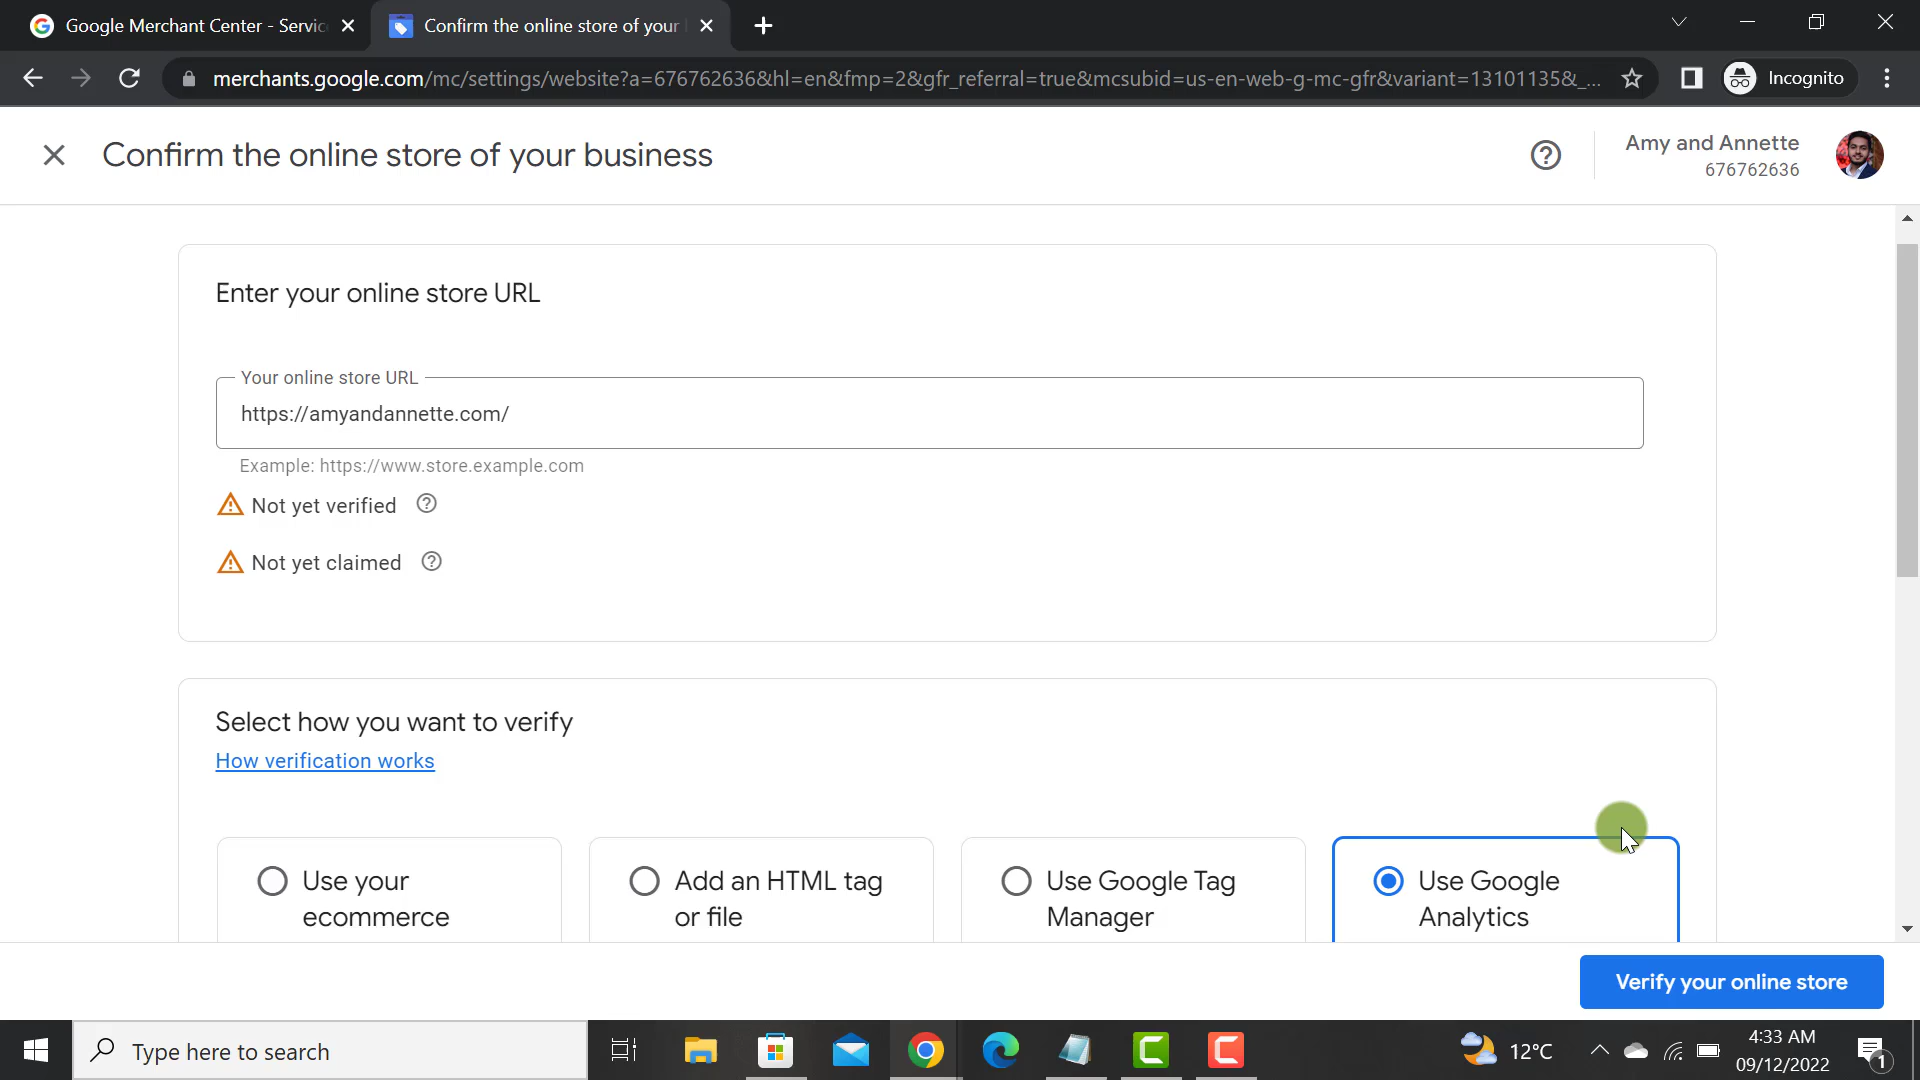 Google Merchant Center - Servic
Confirm the online store of your
merchants.google.com/mc/settings/website?a=676762636&hl=en&fmp=2&gfr_referral=true&mcsubid=us-en-web-g-mc-gfr&variant=13101135&_...
Incognito
Confirm the online store of your business
Amy and Annette
676762636
Enter your online store URL
Your online store URL
https://amyandannette.com/
Example: https://www.store.example.com
Not yet verified
Not yet claimed
Select how you want to verify
How verification works
Use your
ecommerce
Add an HTML tag
or file
Use Google Tag
Manager
Use Google
Analytics
Verify your online store
Type here to search
12°C
4:33 AM
09/12/2022
1